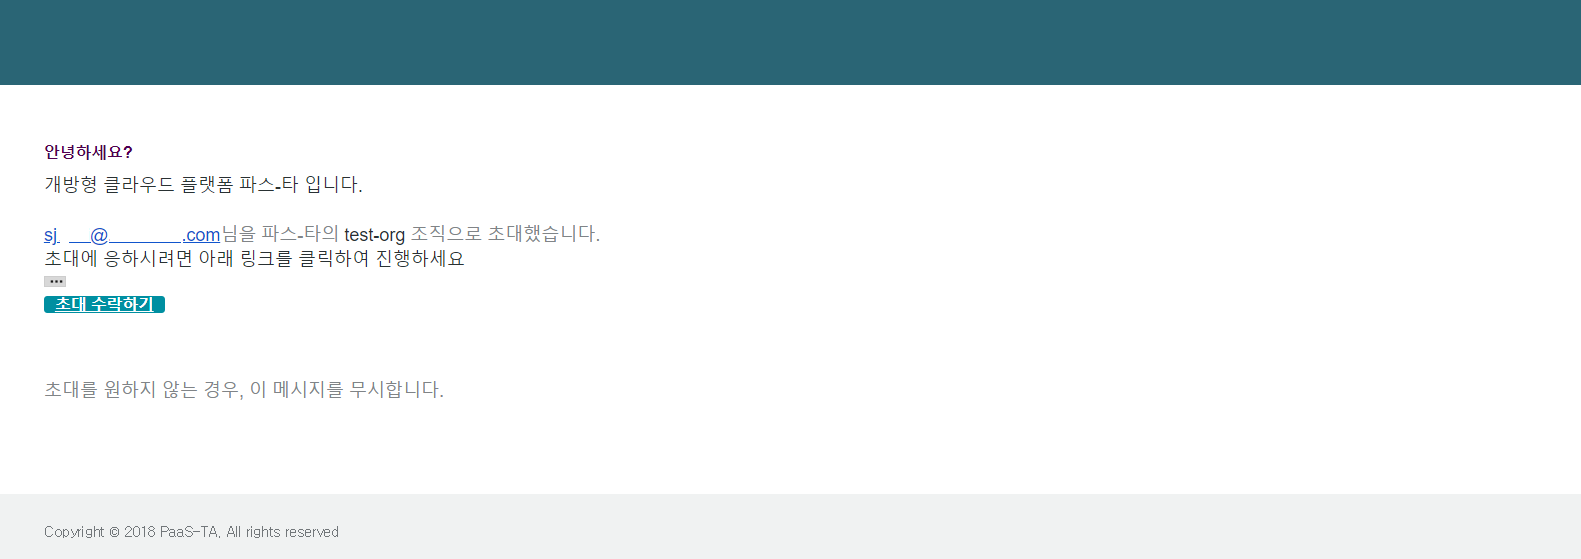 안녕하세요?
개방형 클라우드 플랫폼 파스-타 입니다.
sj @ .com님을 파스-타의 test-org 조직으로 초대했습니다.
초대에 응하시려면 아래 링크를 클릭하여 진행하세요
•••
초대 수락하기
초대를 원하지 않는 경우, 이 메시지를 무시합니다.
Copyright © 2018 PaaS-TA, All rights reserved